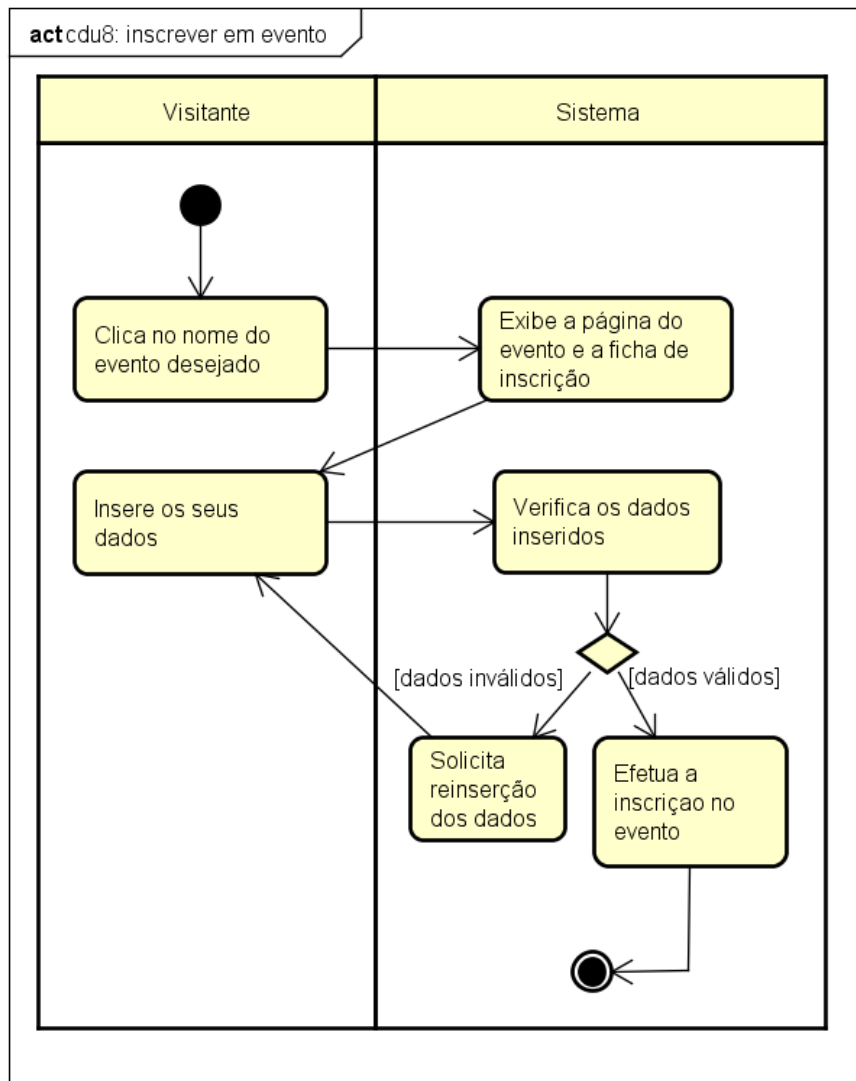 act cdu8: inscrever em evento
Visitante
Sistema
Clica no nome do
evento desejado
Exibe a página do
evento e a ficha de
inscrição
Insere os seus
dados
Verifica os dados
inseridos
[dados inválidos]
[dados válidos]
Solicita
reinserção
dos dados
Efetua a
inscriçao no
evento